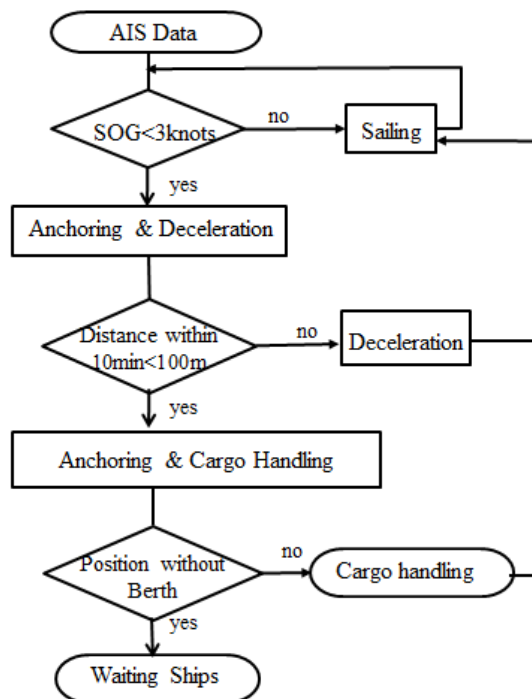 AIS Data
SOG<3knots
no
Sailing
yes
Anchoring & Deceleration
Distance within
10min<100m
no
Deceleration
yes
Anchoring & Cargo Handling
Position without
Berth
no
Cargo handling
yes
Waiting Ships